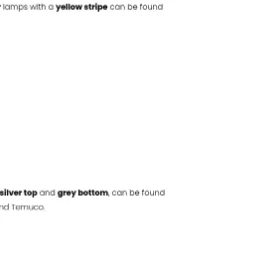 lamps with a yellow stripe can be found
silver top and grey bottom, can be found
nd Temuco.